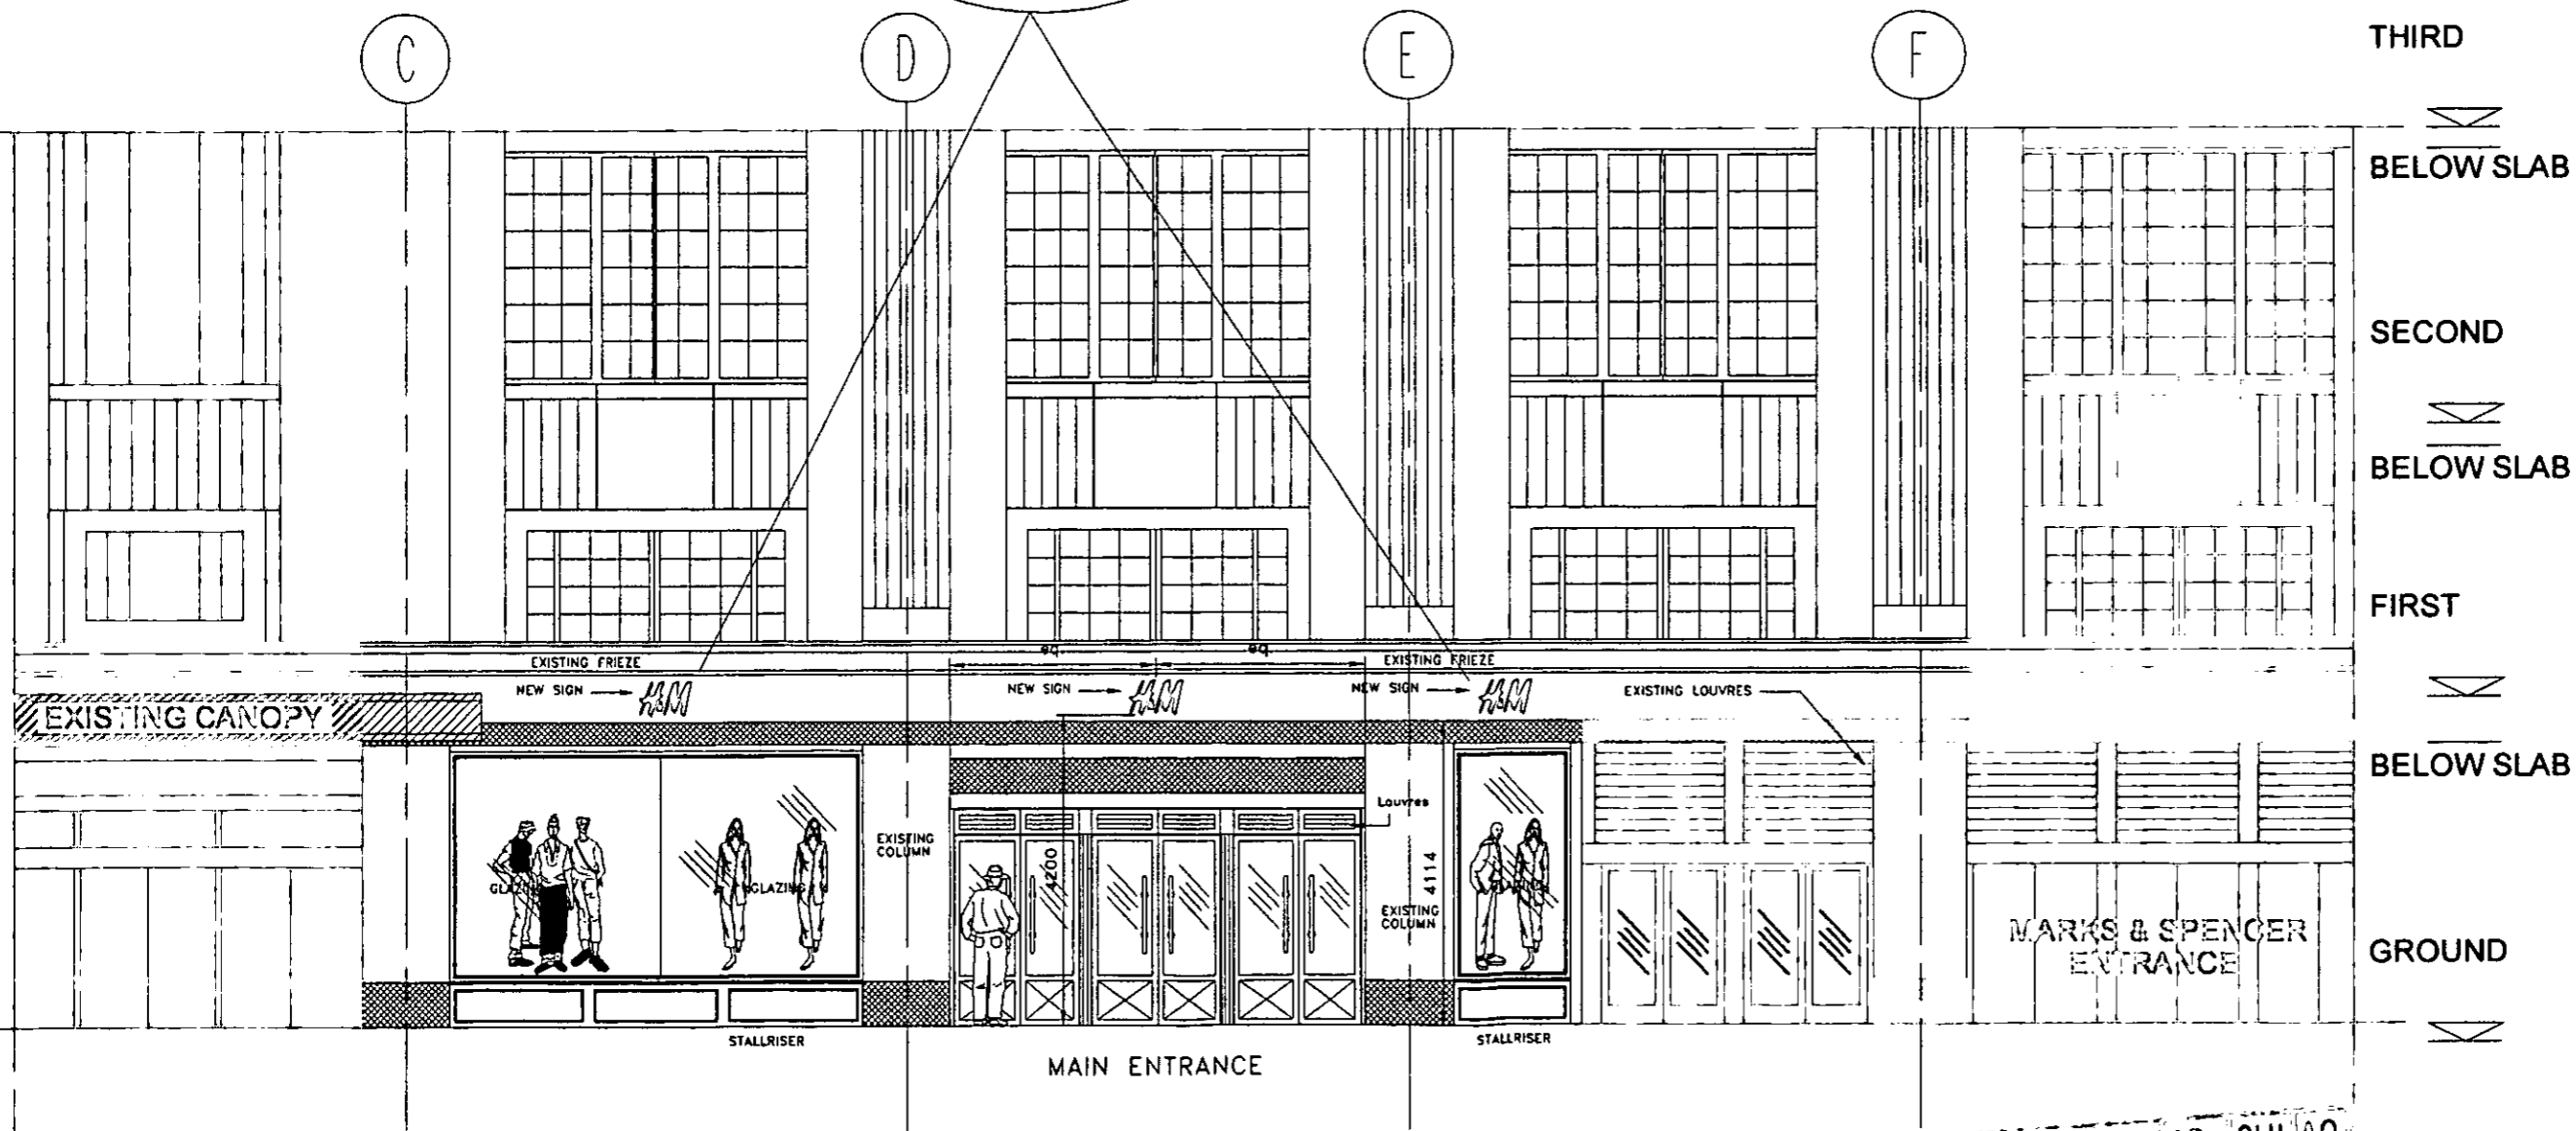 C
D
E
F
THIRD
BELOW SLAB
SECOND
BELOW SLAB
FIRST
EXISTING FRIEZE
eq.
eq.
EXISTING FRIEZE
NEW SIGN
H&M
NEW SIGN
H&M
NEW SIGN
H&M
EXISTING LOUVRES
EXISTING CANOPY
BELOW SLAB
Louvres
EXISTING
COLUMN
4200
4114
GLAZING
EXISTING
COLUMN
MARKS & SPENCER
ENTRANCE
GROUND
STALLRISER
STALLRISER
MAIN ENTRANCE